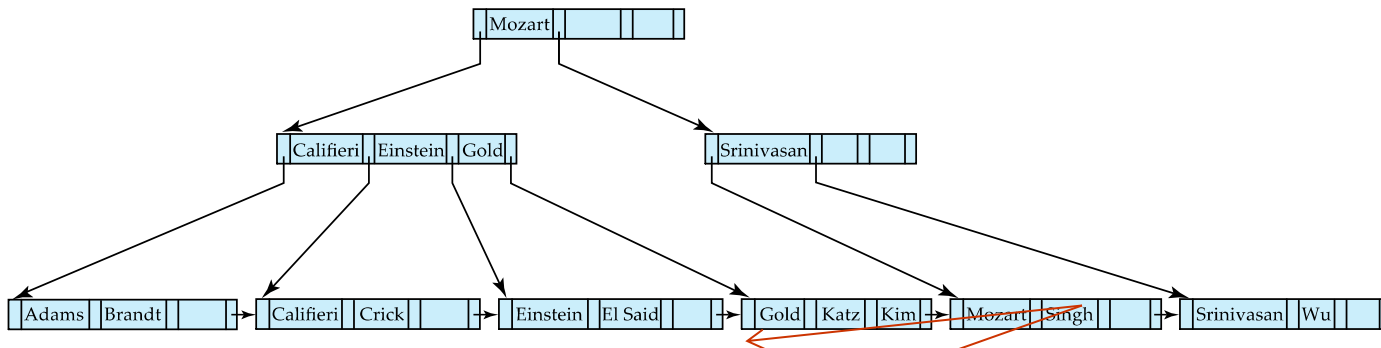 Mozart
Califieri Einstein Gold Srinivasan
Adams Brandt Califieri Crick Einstein El Said Gold Katz Kim Mozart Singh Srinivasan Wu